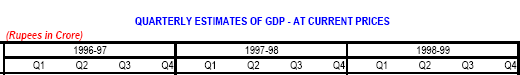 QUARTERLY ESTIMATES OF GDP - AT CURRENT PRICES
(Rupees in Crore)
1996-97 1997-98 1998-99
Q1 Q2 Q3 Q4 Q1 Q2 Q3 Q4 Q1 Q2 Q3 Q4